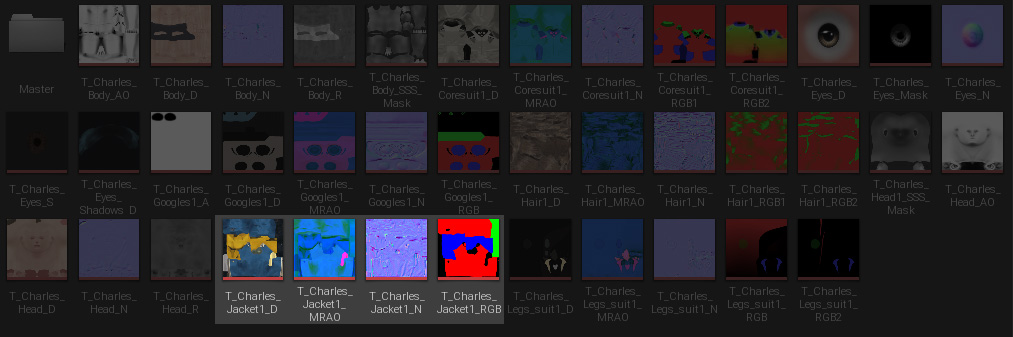 Master
T_Charles_
Body_AO
T_Charles_
Body_D
T_Charles_
Body_N
T_Charles_
Body_R
T_Charles_
Body_SSS_
Mask
T_Charles_
Coresuit1_D
T_Charles_
Coresuit1_
MRAO
T_Charles_
Coresuit1_N
T_Charles_
Coresuit1_
RGB1
T_Charles_
Coresuit1_
RGB2
T_Charles_
Eyes_D
T_Charles_
Eyes_Mask
T_Charles_
Eyes_N
T_Charles_
Eyes_S
T_Charles_
Eyes_
Shadows_D
T_Charles_
Googles1_A
T_Charles_
Googles1_D
T_Charles_
Googles1_
MRAO
T_Charles_
Googles1_N
T_Charles_
Googles1_
RGB
T_Charles_
Hair1_D
T_Charles_
Hair1_MRAO
T_Charles_
Hair1_N
T_Charles_
Hair1_RGB1
T_Charles_
Hair1_RGB2
T_Charles_
Head1_SSS_
Mask
T_Charles_
Head_AO
T_Charles_
Head_D
T_Charles_
Head_N
T_Charles_
Head_R
T_Charles_
Jacket1_D
T_Charles_
Jacket1_
MRAO
T_Charles_
Jacket1_N
T_Charles_
Jacket1_RGB
T_Charles_
Legs_suit1_D
T_Charles_
Legs_suit1_
MRAO
T_Charles_
Legs_suit1_N
T_Charles_
Legs_suit1_
RGB
T_Charles_
Legs_suit1_
RGB2